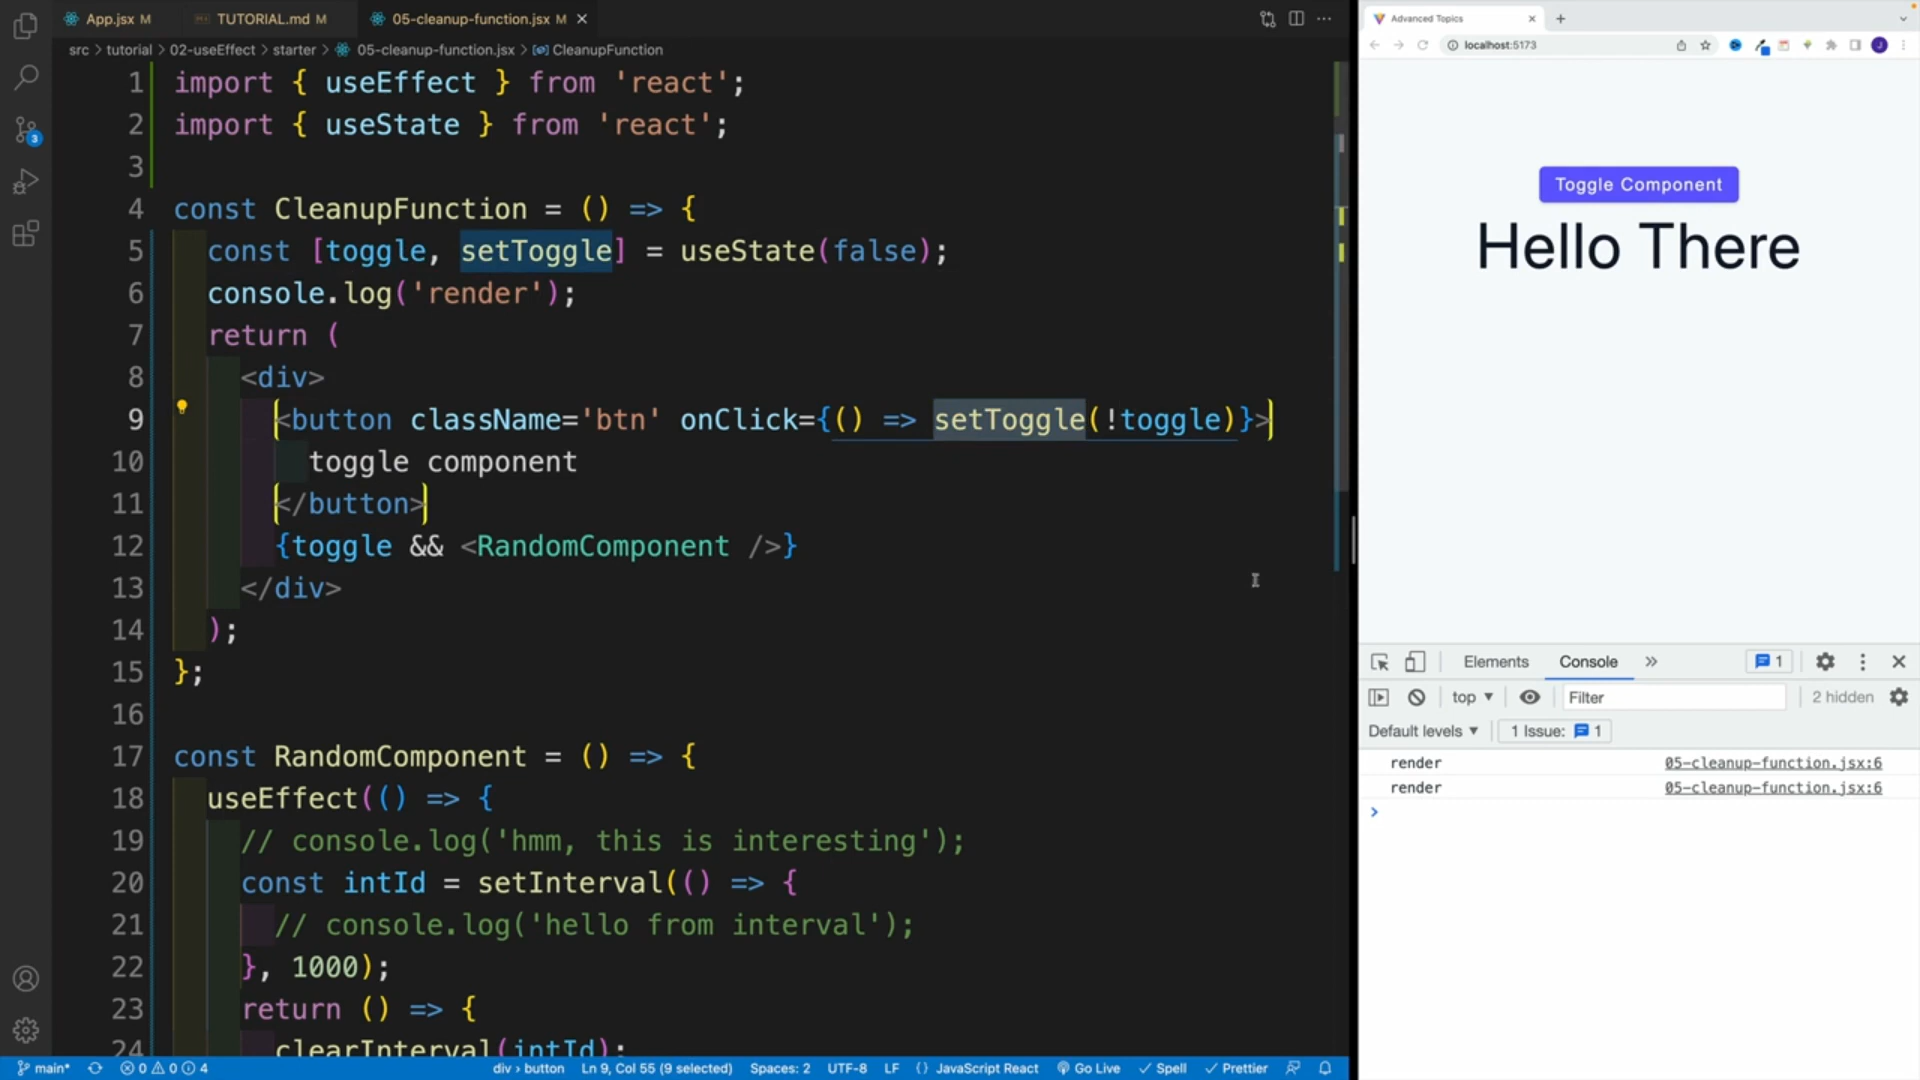 App.jsx M
TUTORIAL.md M
05-cleanup-function.jsx M
src > tutorial > 02-useEffect > starter > 05-cleanup-function.jsx > CleanupFunction
1 import { useEffect } from 'react';
2 import { useState } from 'react';
3
4 const CleanupFunction = () => {
5 const [toggle, setToggle] = useState(false);
6 console.log('render');
7 return (
8 <div>
9 <button className='btn' onClick={() => setToggle(!toggle)}>
10 toggle component
11 </button>
12 {toggle && <RandomComponent />}
13 </div>
14 );
15 };
16
17 const RandomComponent = () => {
18 useEffect(() => {
19 // console.log('hmm, this is interesting');
20 const intId = setInterval(() => {
21 // console.log('hello from interval');
22 }, 1000);
23 return () => {
24 clearInterval(intId);
3
main* 0 0 4 div > button Ln 9, Col 55 (9 selected) Spaces: 2 UTF-8 LF {} JavaScript React Go Live Spell Prettier
Advanced Topics
localhost:5173
J
Toggle Component
Hello There
Elements Console 1
top Filter 2 hidden
Default levels 1 Issue: 1
render 05-cleanup-function.jsx:6
render 05-cleanup-function.jsx:6